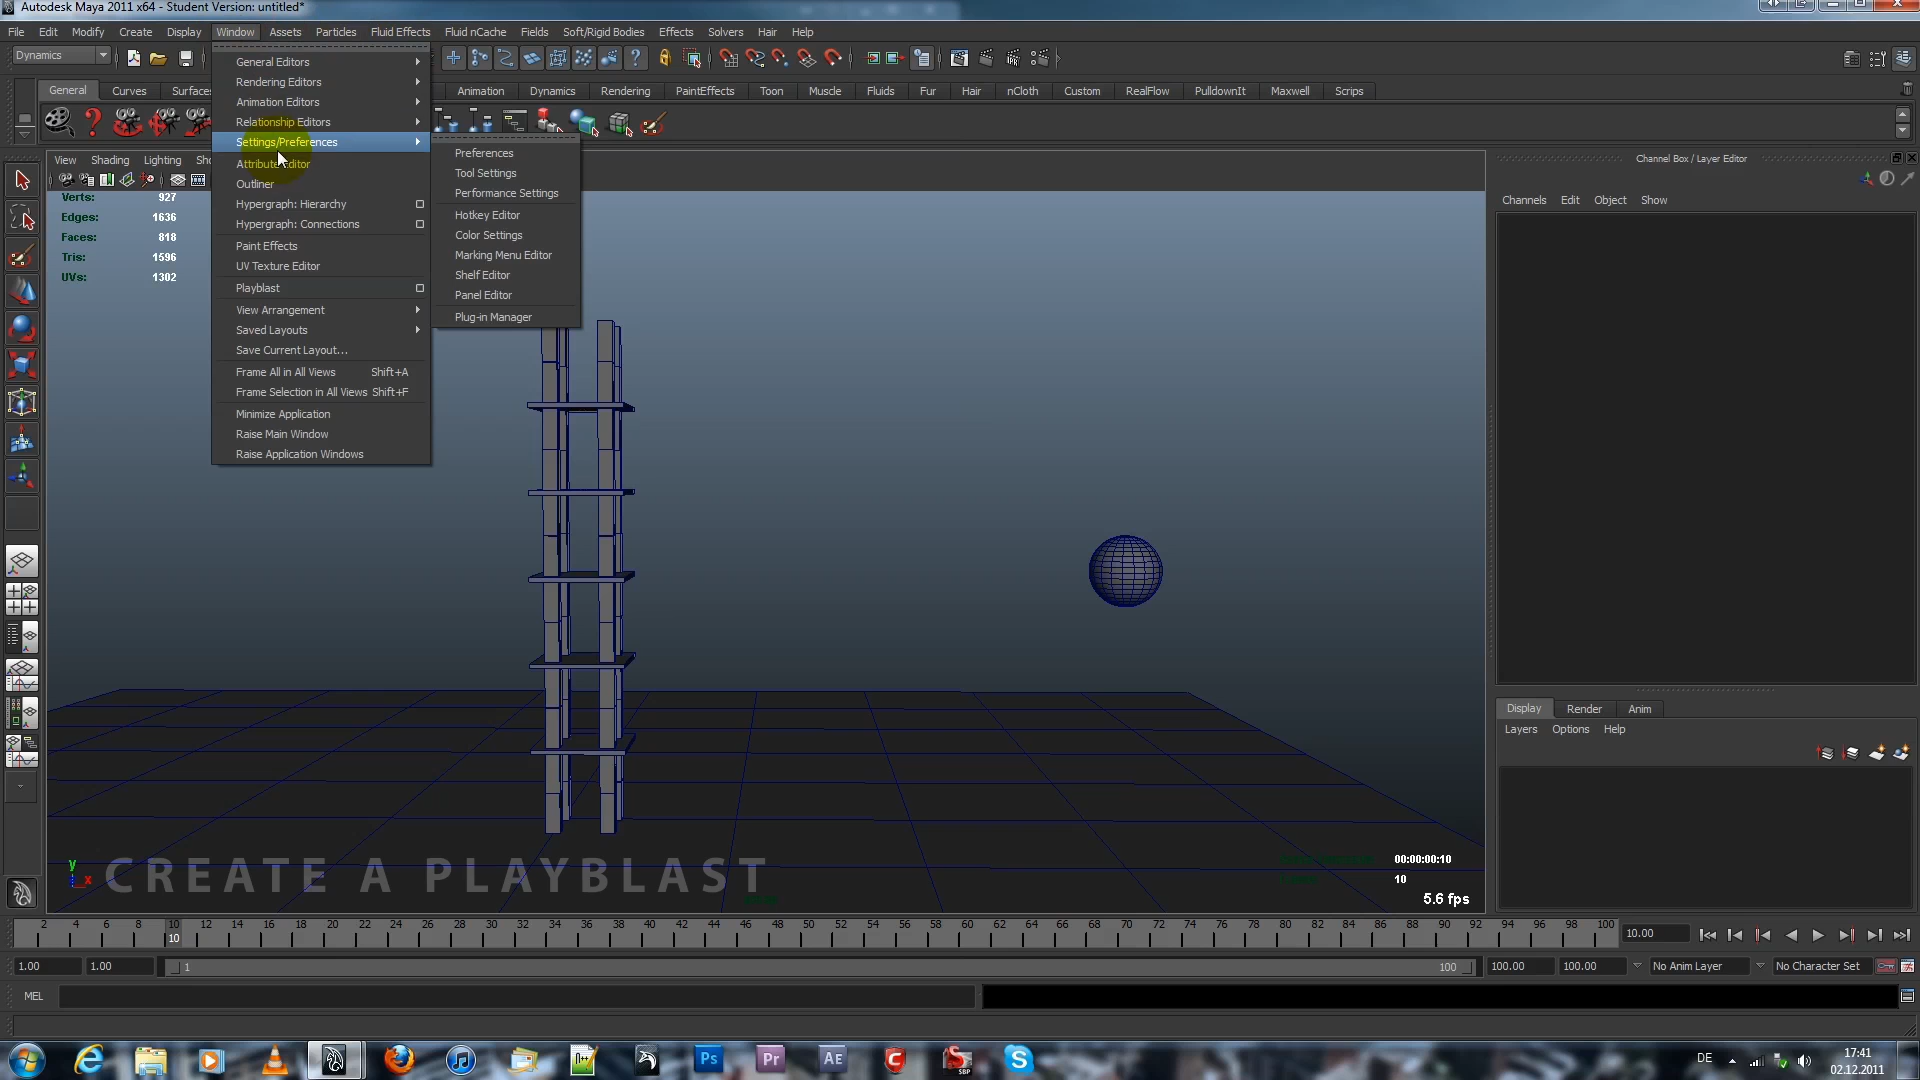 Autodesk Maya 2011 x64 - Student Version: untitled*
File Edit Modify Create Display Window Assets Particles Fluid Effects Fluid nCache Fields Soft/Rigid Bodies Effects Solvers Hair Help
Dynamics
General Curves Surfaces Animation Dynamics Rendering PaintEffects Toon Muscle Fluids Fur Hair nCloth Custom RealFlow PulldownIt Maxwell Scrips
General Editors
Rendering Editors
Animation Editors
Relationship Editors
Settings/Preferences
Attribute Editor
Outliner
Hypergraph: Hierarchy
Hypergraph: Connections
Paint Effects
UV Texture Editor
Playblast
View Arrangement
Saved Layouts
Save Current Layout...
Frame All in All Views Shift+A
Frame Selection in All Views Shift+F
Minimize Application
Raise Main Window
Raise Application Windows
Preferences
Tool Settings
Performance Settings
Hotkey Editor
Color Settings
Marking Menu Editor
Shelf Editor
Panel Editor
Plug-in Manager
View Shading Lighting
Verts: 927
Edges: 1636
Faces: 818
Tris: 1596
UVs: 1302
Channel Box / Layer Editor
Channels Edit Object Show
Display Render Anim
Layers Options Help
CREATE A PLAYBLAST
y
x
00:00:00:10
10
5.6 fps
2 4 6 8 10 12 14 16 18 20 22 24 26 28 30 32 34 36 38 40 42 44 46 48 50 52 54 56 58 60 62 64 66 68 70 72 74 76 78 80 82 84 86 88 90 92 94 96 98 100
10
10.00
1.00 1.00 1 100 100.00 100.00 No Anim Layer No Character Set
MEL
Ps Pr AE
SBP
DE
17:41
02.12.2011